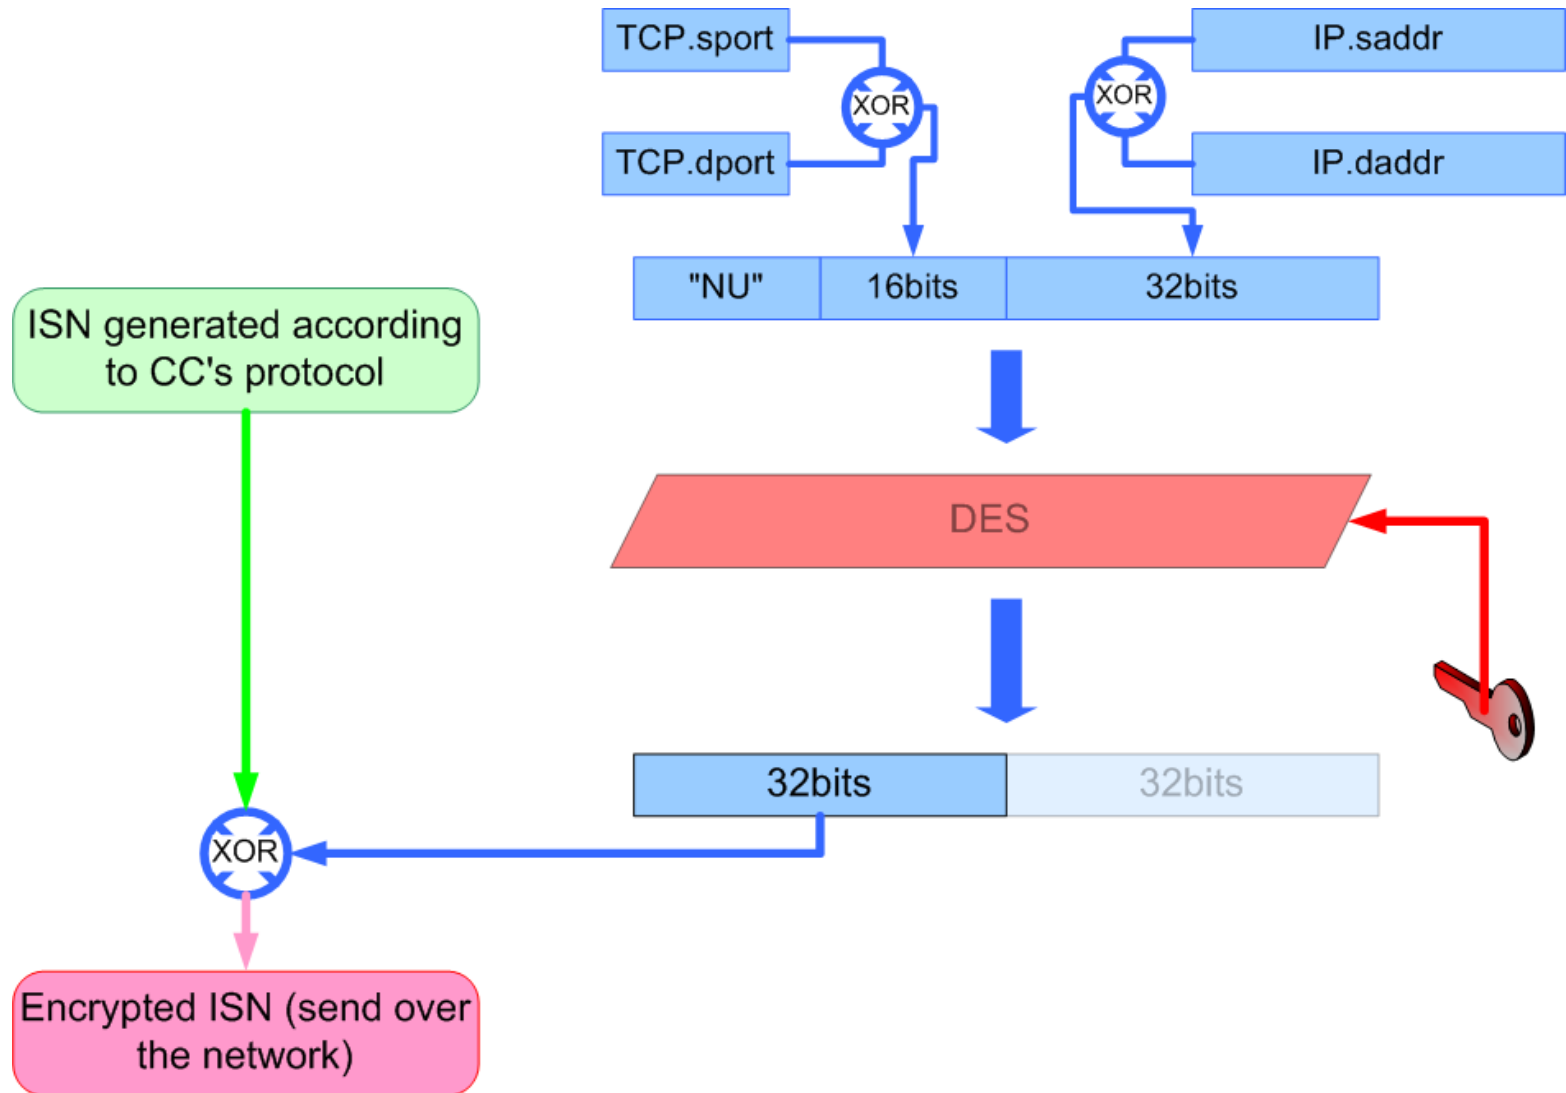 TCP.sport
IP.saddr
XOR
XOR
TCP.dport
IP.daddr
"NU"
16bits
32bits
ISN generated according
to CC's protocol
DES
32bits
32bits
XOR
Encrypted ISN (send over
the network)